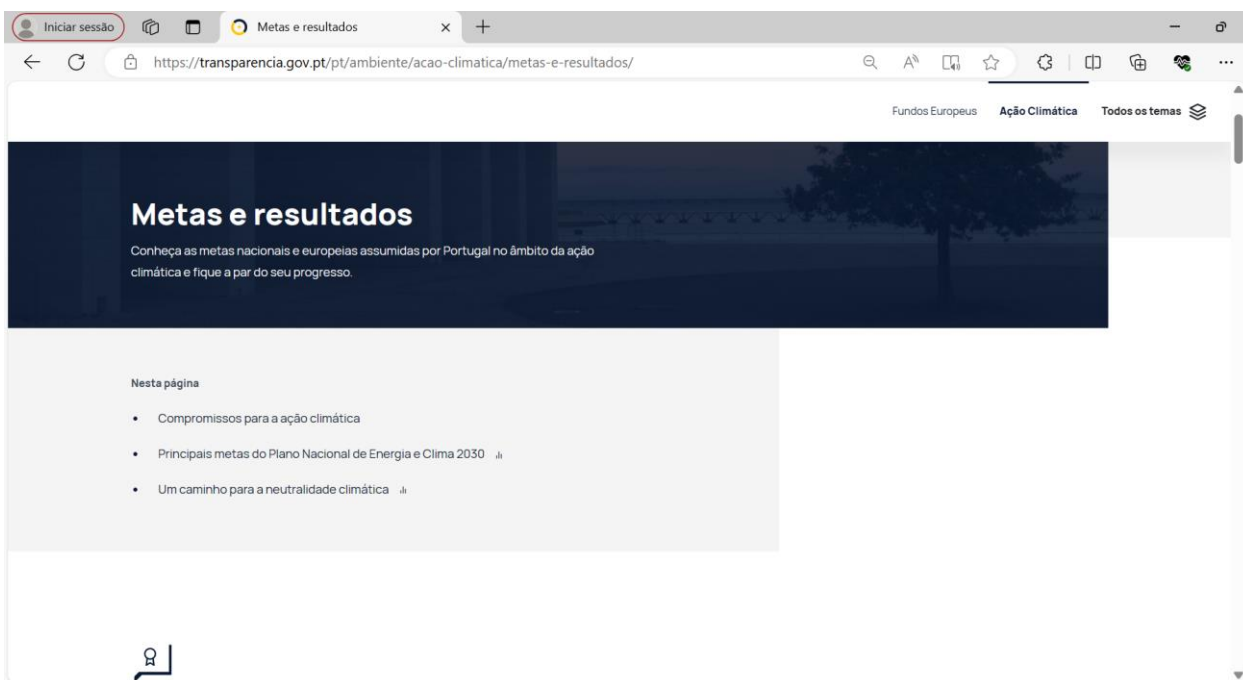 Iniciar sessão
Metas e resultados
https://transparencia.gov.pt/pt/ambiente/acao-climatica/metas-e-resultados/
Fundos Europeus Ação Climática Todos os temas
Metas e resultados
Conheça as metas nacionais e europeias assumidas por Portugal no âmbito da ação
climática e fique a par do seu progresso.
Nesta página
• Compromissos para a ação climática
• Principais metas do Plano Nacional de Energia e Clima 2030
• Um caminho para a neutralidade climática